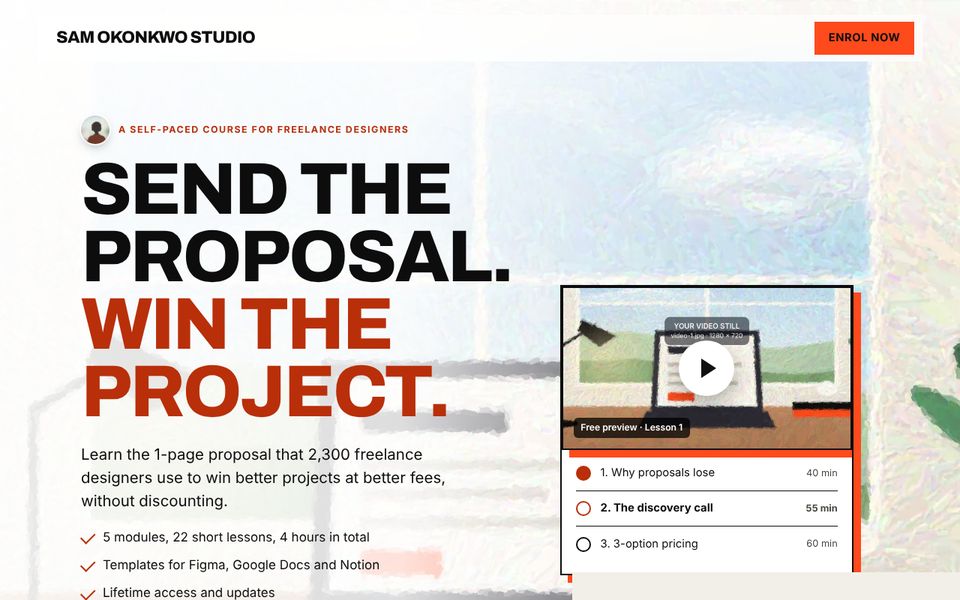 SAM OKONKWO STUDIO
ENROL NOW
A SELF-PACED COURSE FOR FREELANCE DESIGNERS
SEND THE
PROPOSAL.
WIN THE
PROJECT.
Learn the 1-page proposal that 2,300 freelance
designers use to win better projects at better fees,
without discounting.
5 modules, 22 short lessons, 4 hours in total
Templates for Figma, Google Docs and Notion
Lifetime access and updates
YOUR VIDEO STILL
video-1.jpg · 1280 × 720
Free preview · Lesson 1
1. Why proposals lose 40 min
2. The discovery call 55 min
3. 3-option pricing 60 min